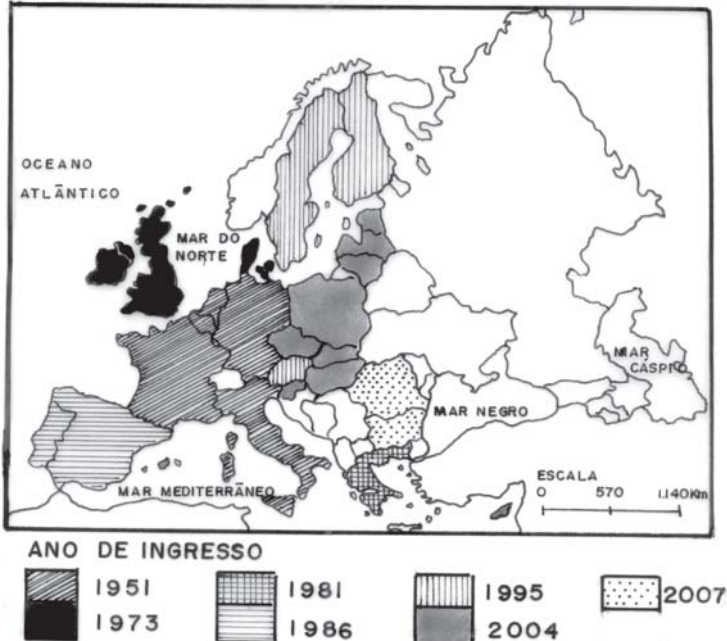 OCEANO
ATLÂNTICO
MAR DO
NORTE
MAR
CÁSPIO
MAR NEGRO
MAR MEDITERRÂNEO
ESCALA
0 570 1.140Km
ANO DE INGRESSO
1951 1981 1995 2007
1973 1986 2004